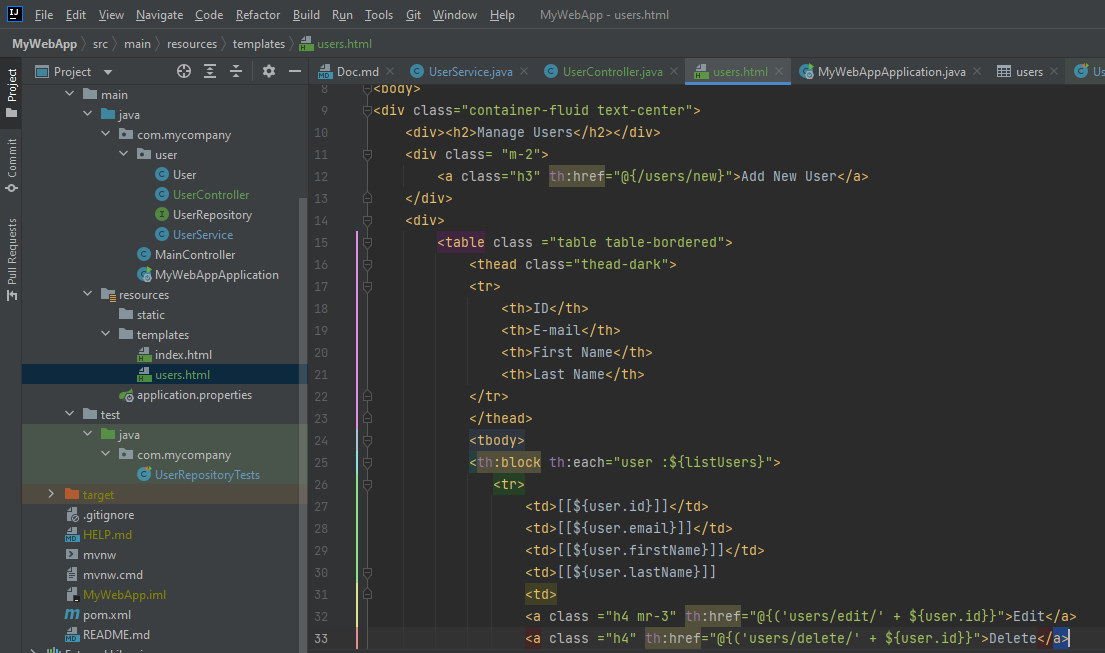 IJ File Edit View Navigate Code Refactor Build Run Tools Git Window Help MyWebApp - users.html
MyWebApp src main resources templates users.html
Project
Commit
Pull Requests
Project
Doc.md UserService.java UserController.java users.html MyWebAppApplication.java users Us
main
java
com.mycompany
user
User
UserController
UserRepository
UserService
MainController
MyWebAppApplication
resources
static
templates
index.html
users.html
application.properties
test
java
com.mycompany
UserRepositoryTests
target
.gitignore
HELP.md
mvnw
mvnw.cmd
MyWebApp.iml
pom.xml
README.md
8 <body>
9 <div class="container-fluid text-center">
10 <div><h2>Manage Users</h2></div>
11 <div class= "m-2">
12 <a class="h3" th:href="@{/users/new}">Add New User</a>
13 </div>
14 <div>
15 <table class ="table table-bordered">
16 <thead class="thead-dark">
17 <tr>
18 <th>ID</th>
19 <th>E-mail</th>
20 <th>First Name</th>
21 <th>Last Name</th>
22 </tr>
23 </thead>
24 <tbody>
25 <th:block th:each="user :${listUsers}">
26 <tr>
27 <td>[[${user.id}]]</td>
28 <td>[[${user.email}]]</td>
29 <td>[[${user.firstName}]]</td>
30 <td>[[${user.lastName}]]
31 <td>
32 <a class ="h4 mr-3" th:href="@{('users/edit/' + ${user.id}}">Edit</a>
33 <a class ="h4" th:href="@{('users/delete/' + ${user.id}}">Delete</a>